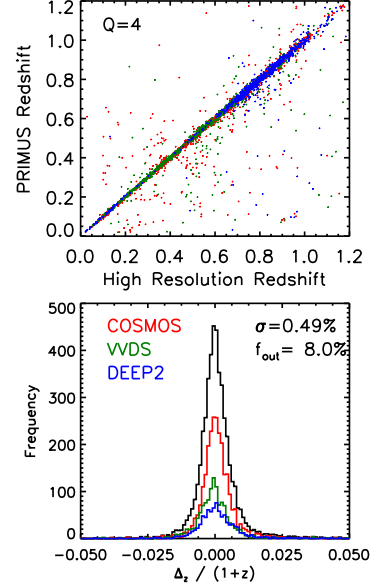 Q=4
1.2
1.0
0.8
0.6
0.4
0.2
0.0
PRIMUS Redshift
0.0 0.2 0.4 0.6 0.8 1.0 1.2
High Resolution Redshift
500
400
300
200
100
0
Frequency
COSMOS
VVDS
DEEP2
σ=0.49%
f_out= 8.0%
-0.050 -0.025 0.000 0.025 0.050
Δ_z / (1+z)